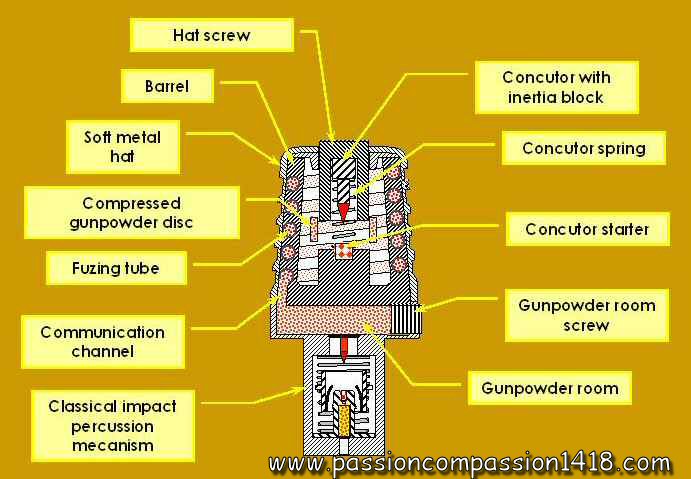 Hat screw
Barrel
Concutor with
inertia block
Soft metal
hat
Concutor spring
Compressed
gunpowder disc
Concutor starter
Fuzing tube
Gunpowder room
screw
Communication
channel
Gunpowder room
Classical impact
percussion
mecanism
www.passioncompassion1418.com